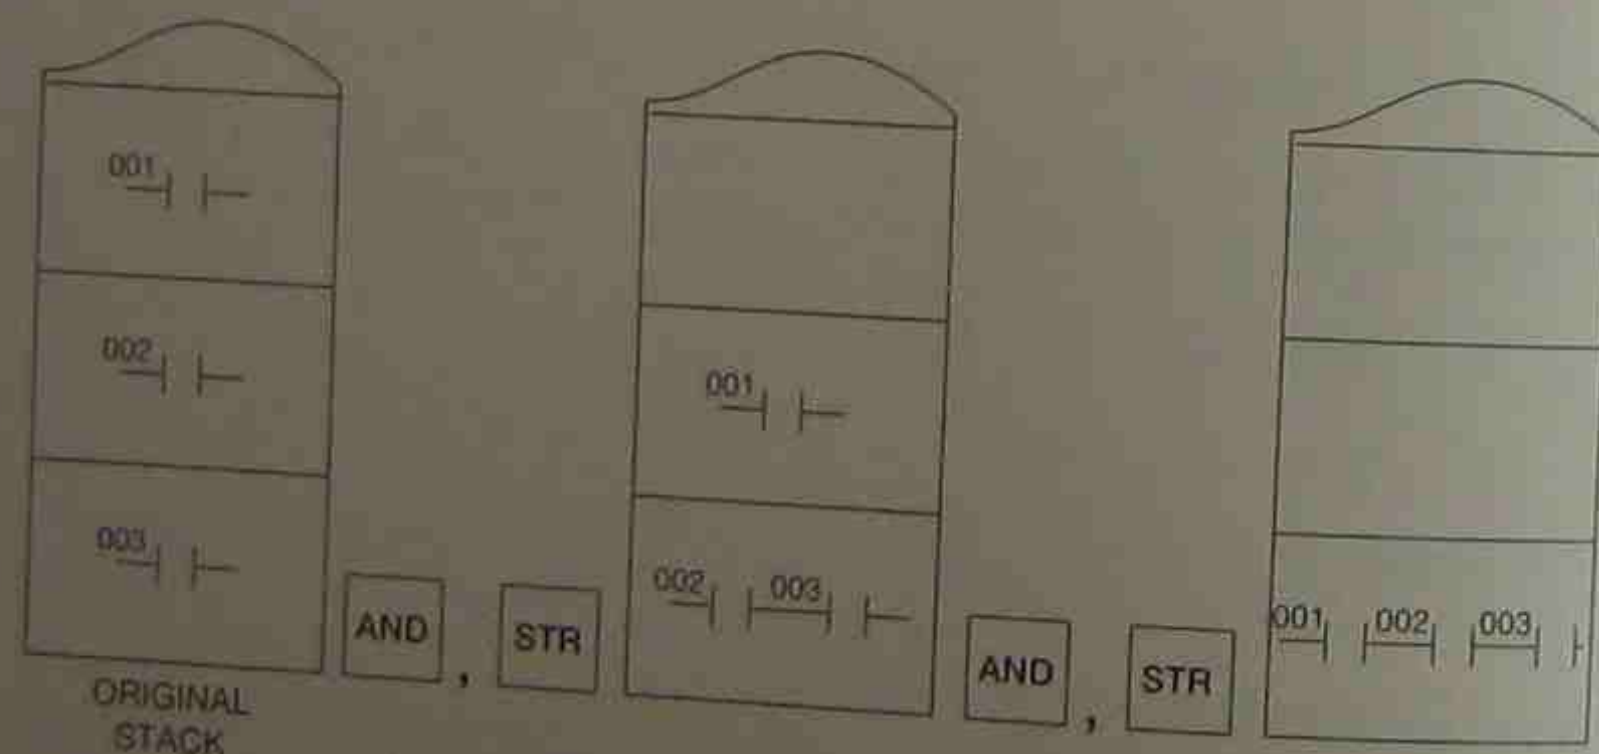 001
002
003
ORIGINAL
STACK
AND , STR
001
002 003
AND , STR
001 002 003